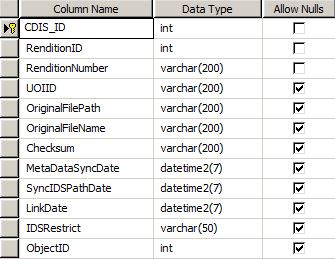 Column Name Data Type Allow Nulls
CDIS_ID int
RenditionID int
RenditionNumber varchar(200)
UOIID varchar(200)
OriginalFilePath varchar(200)
OriginalFileName varchar(200)
Checksum varchar(200)
MetaDataSyncDate datetime2(7)
SyncIDSPathDate datetime2(7)
LinkDate datetime2(7)
IDSRestrict varchar(50)
ObjectID int